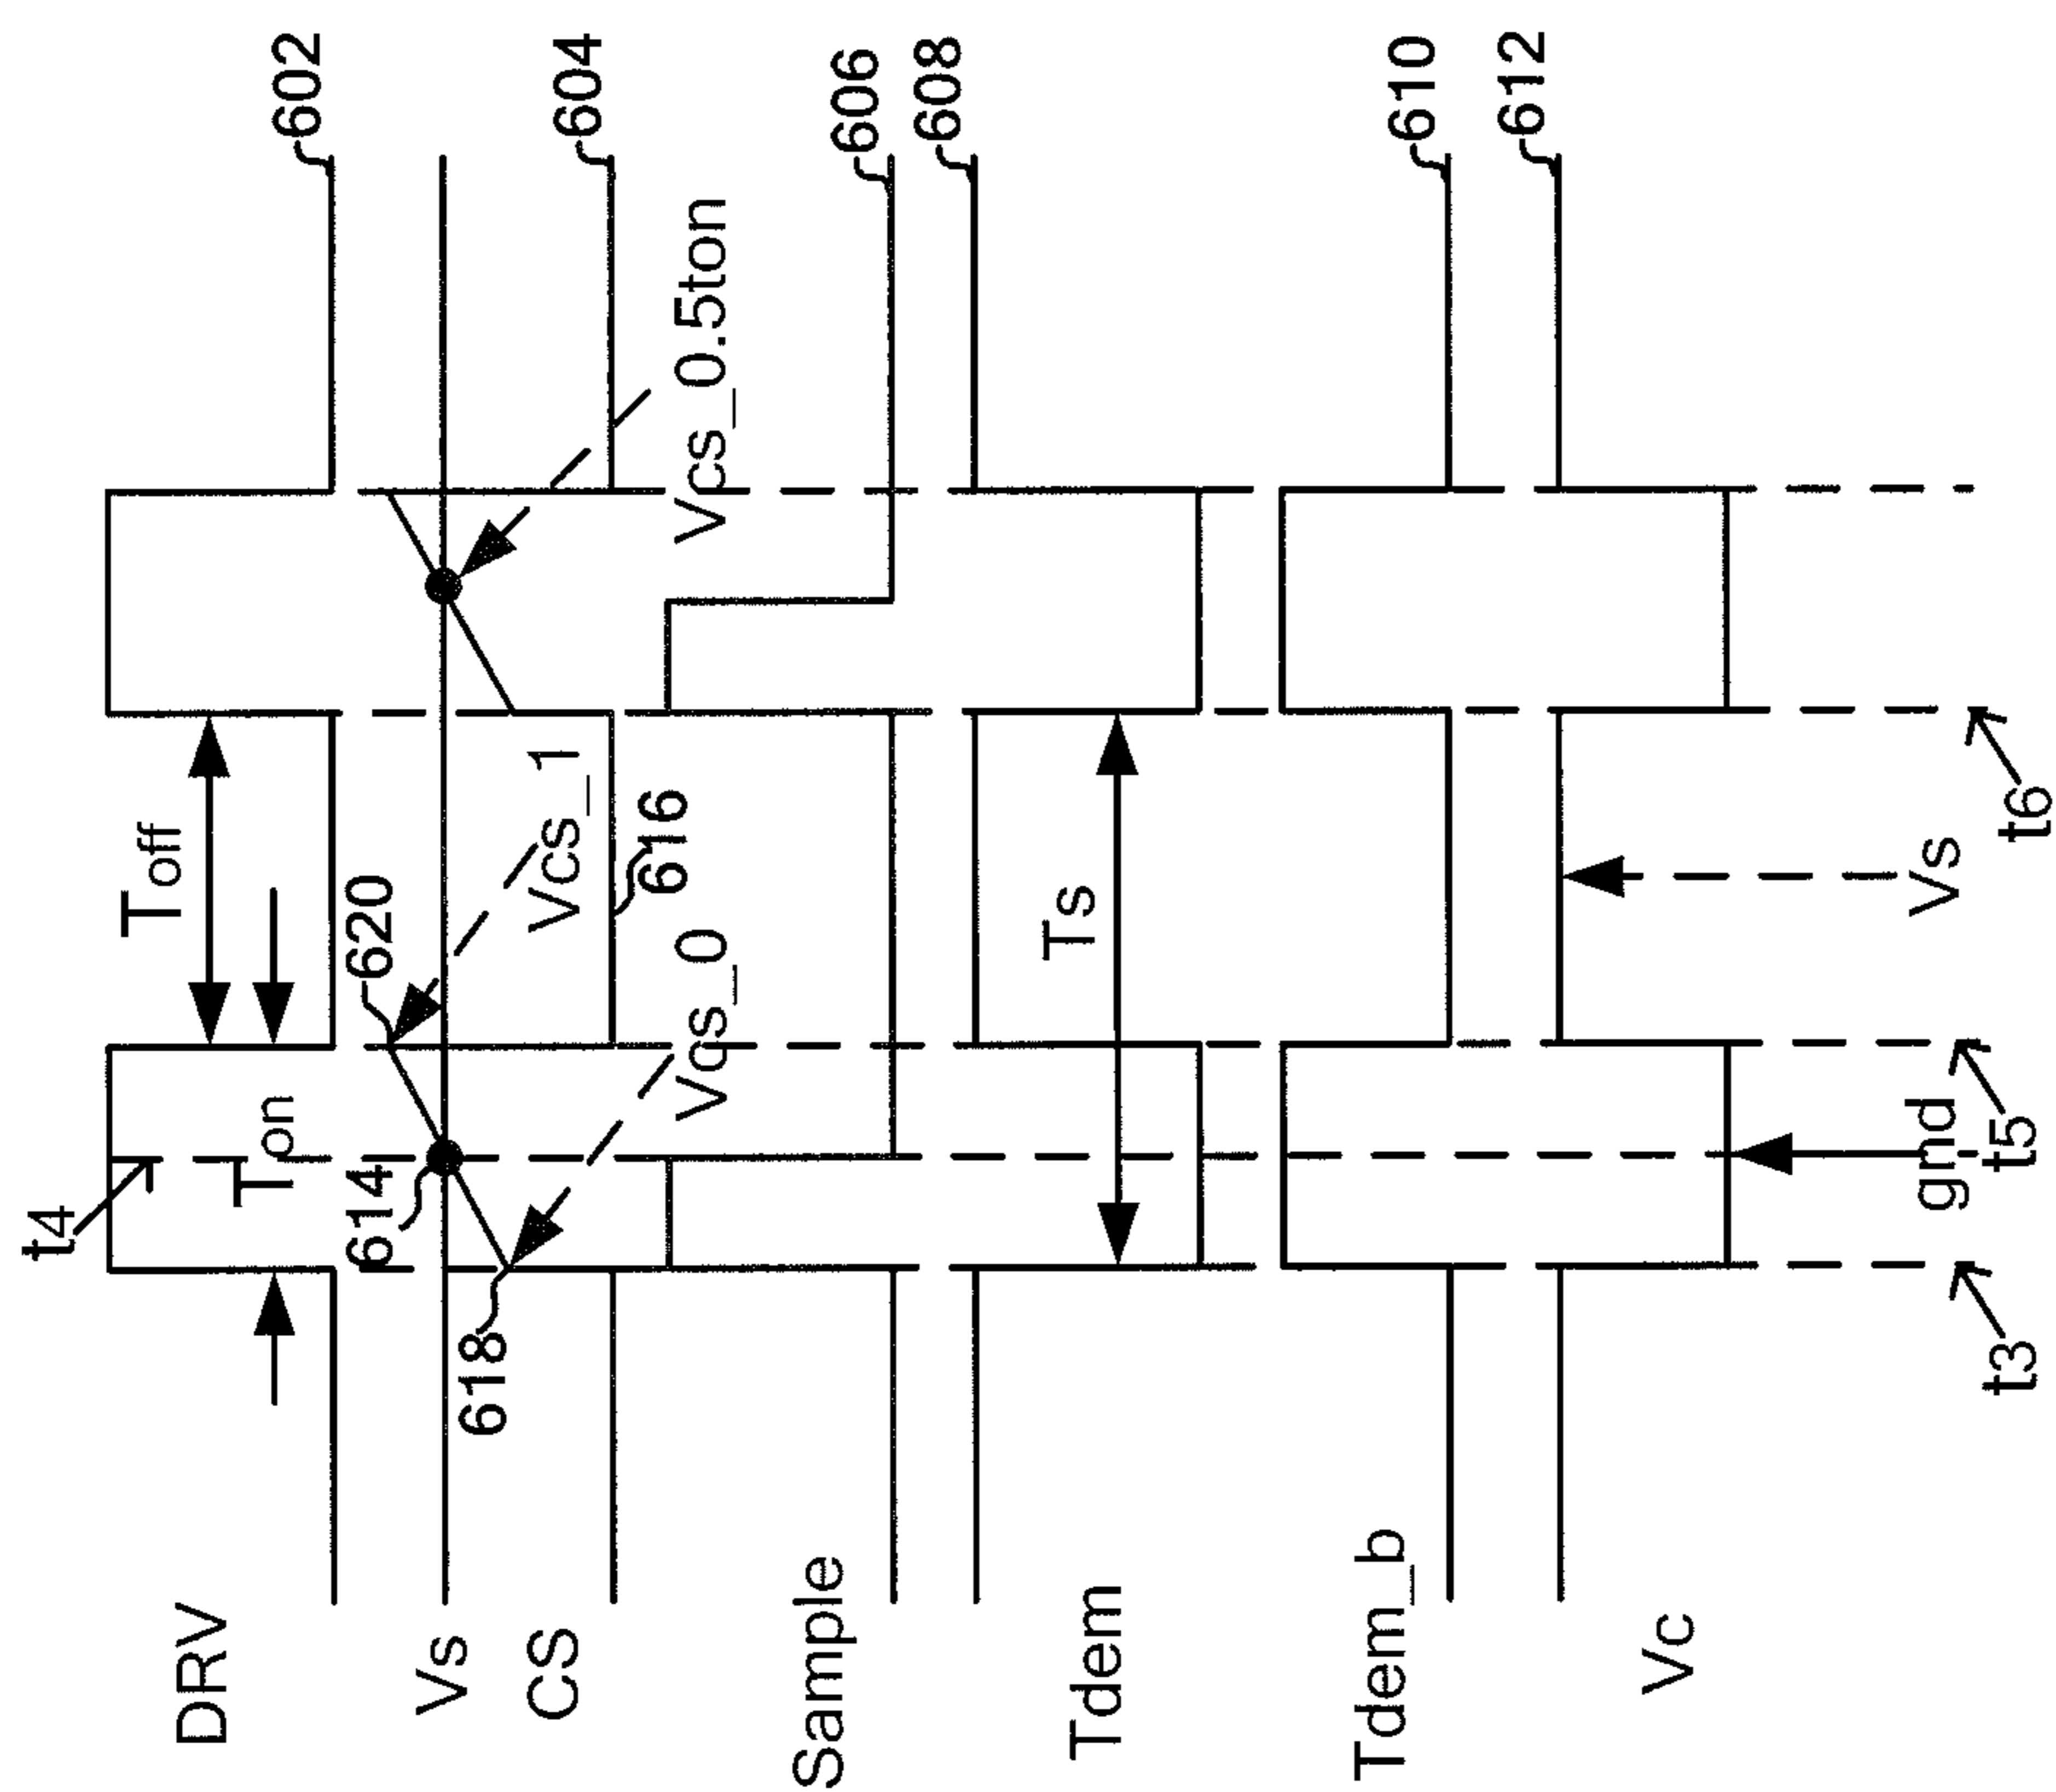 t4
DRV
Ton
Toff
602
Vs
614
620
CS
618
Vcs_1
604
616
Vcs_0
Vcs_0.5ton
Sample
606
608
Tdem
Ts
Tdem_b
610
612
Vc
gnd
Vs
t3
t5
t6